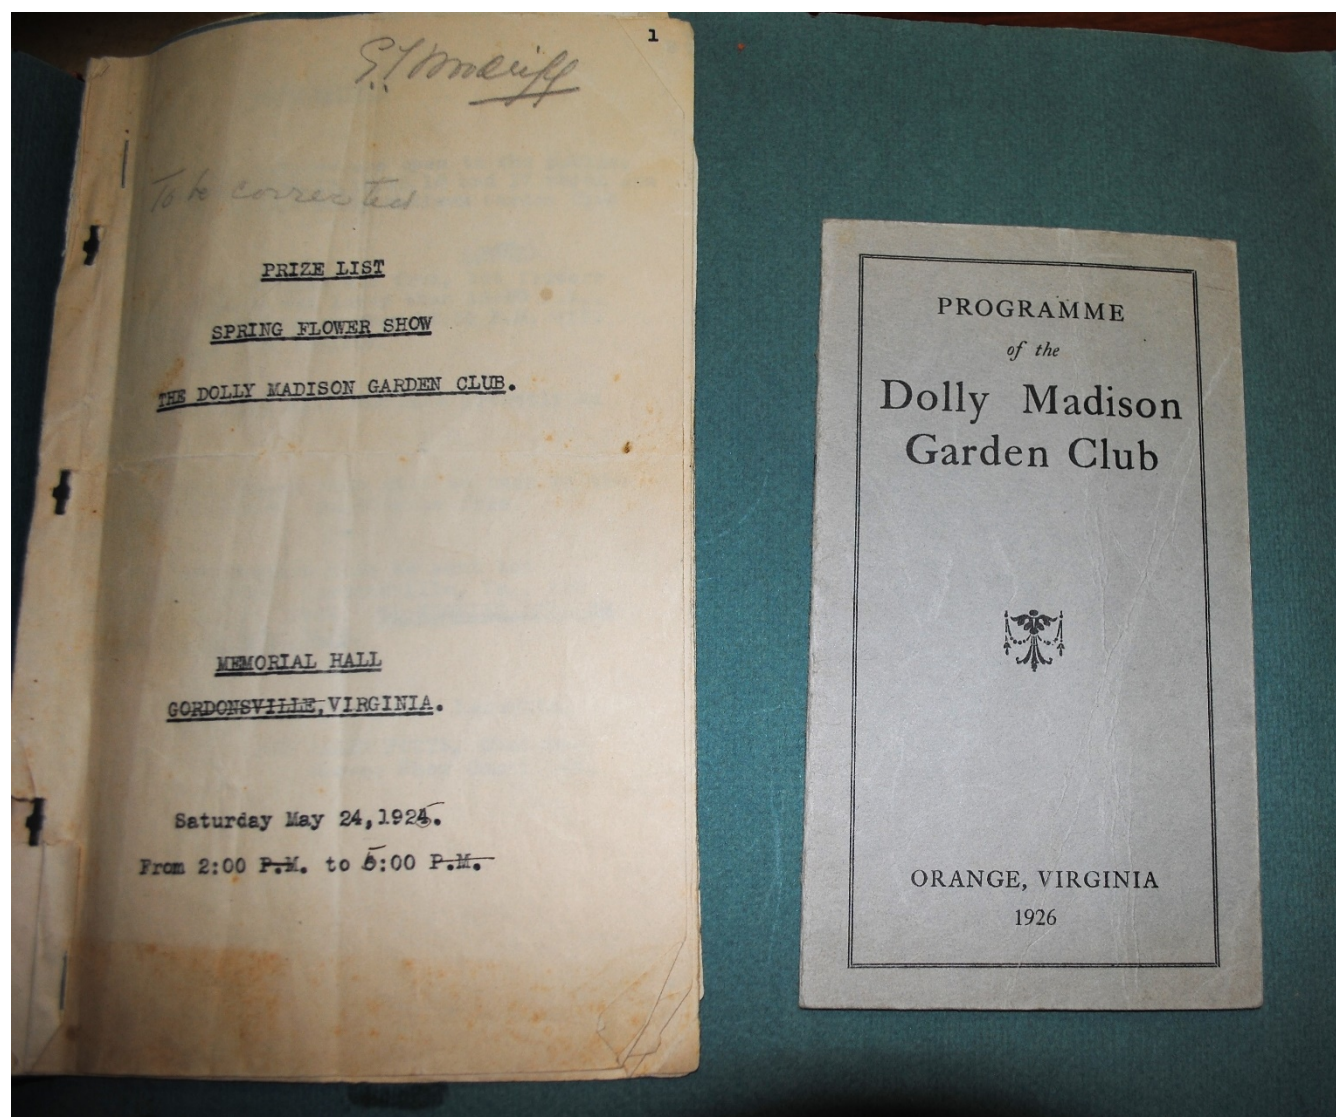 1
To be corrected
PRIZE LIST
SPRING FLOWER SHOW
THE DOLLY MADISON GARDEN CLUB.
MEMORIAL HALL
GORDONSVILLE, VIRGINIA.
Saturday May 24, 1925.
From 2:00 P.M. to 5:00 P.M.
PROGRAMME
of the
Dolly Madison
Garden Club
ORANGE, VIRGINIA
1926